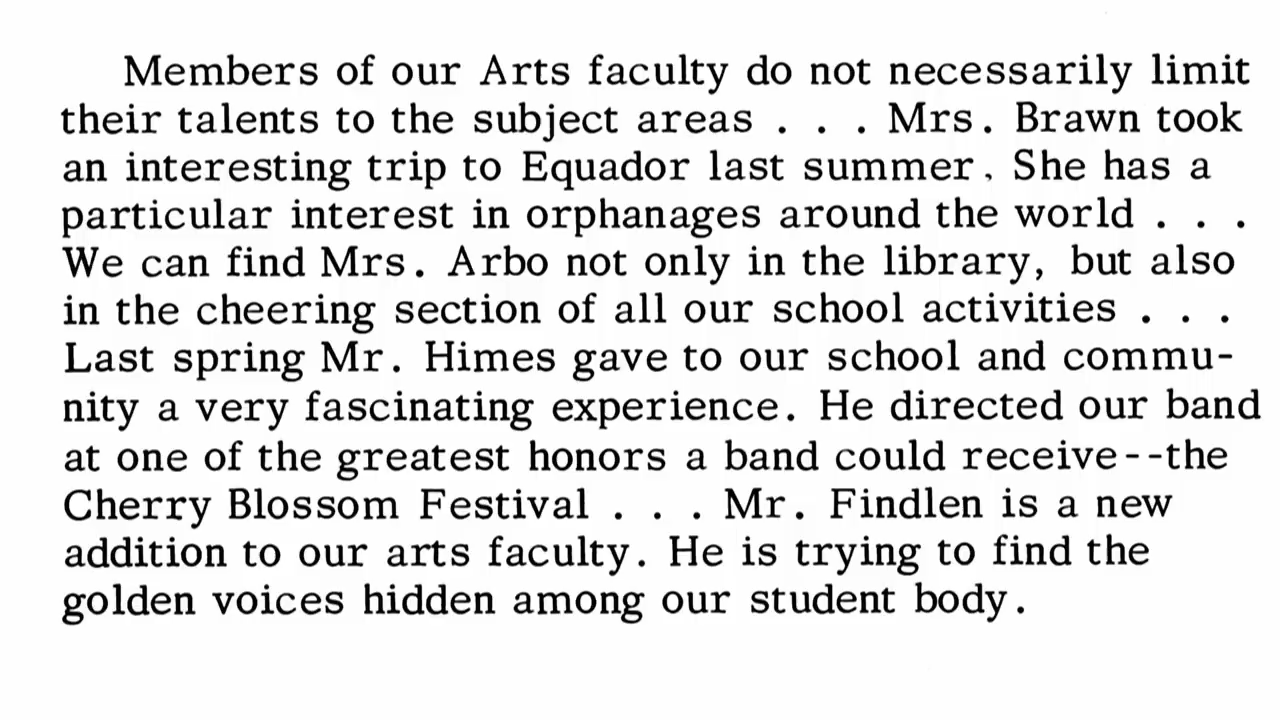 Members of our Arts faculty do not necessarily limit
their talents to the subject areas . . . Mrs. Brawn took
an interesting trip to Equador last summer. She has a
particular interest in orphanages around the world . . .
We can find Mrs. Arbo not only in the library, but also
in the cheering section of all our school activities . . .
Last spring Mr. Himes gave to our school and commu-
nity a very fascinating experience. He directed our band
at one of the greatest honors a band could receive--the
Cherry Blossom Festival . . . Mr. Findlen is a new
addition to our arts faculty. He is trying to find the
golden voices hidden among our student body.